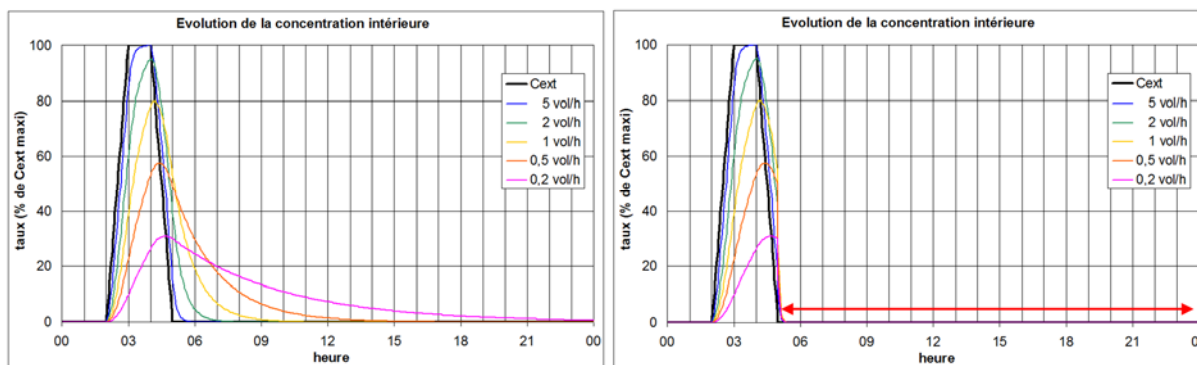 Evolution de la concentration intérieure
taux (% de Cext maxi)
100
80
60
40
20
0
Cext
5 vol/h
2 vol/h
1 vol/h
0,5 vol/h
0,2 vol/h
00 03 06 09 12 15 18 21 00
heure
Evolution de la concentration intérieure
taux (% de Cext maxi)
100
80
60
40
20
0
Cext
5 vol/h
2 vol/h
1 vol/h
0,5 vol/h
0,2 vol/h
00 03 06 09 12 15 18 21 0
heure